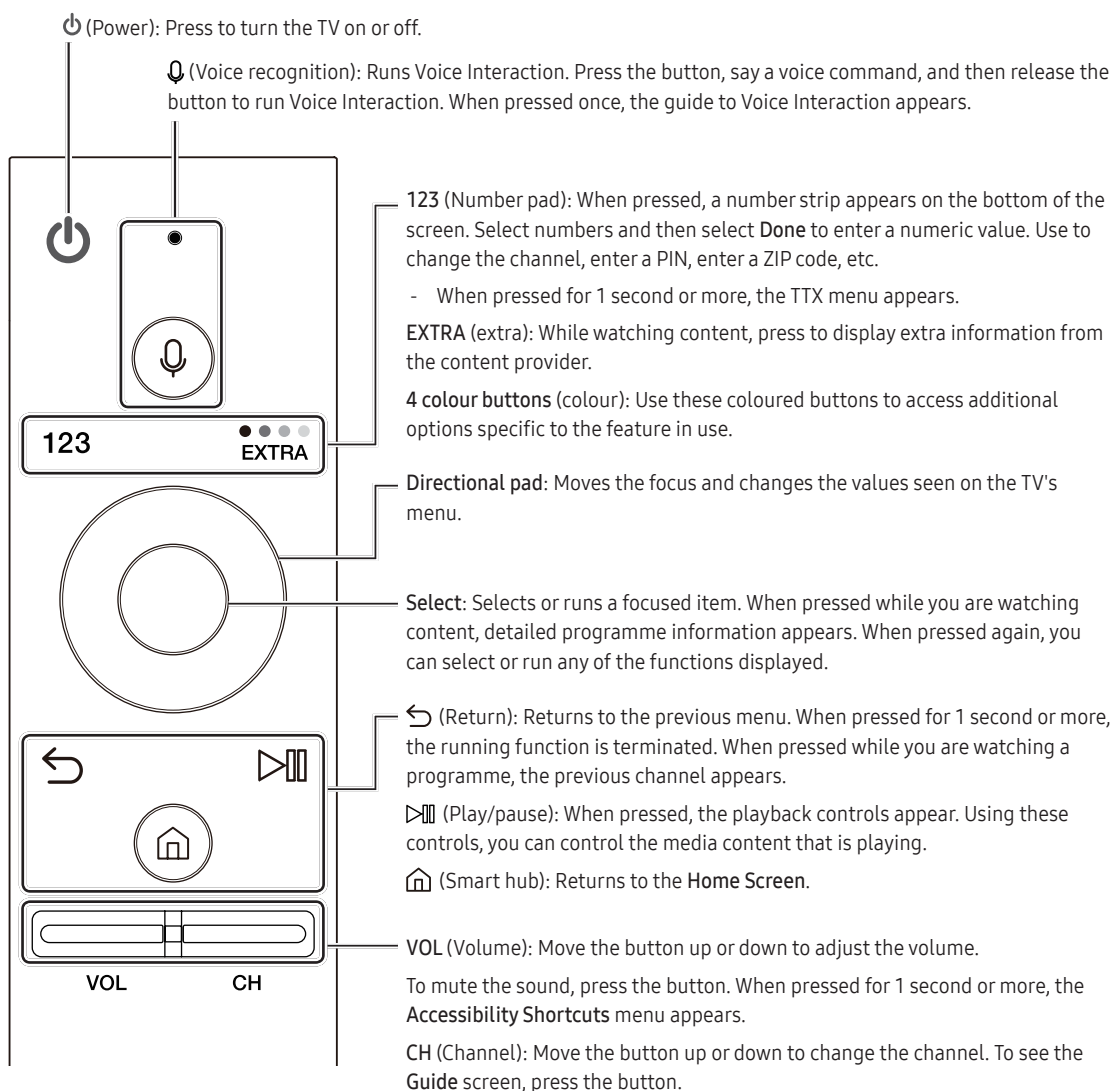 (Power): Press to turn the TV on or off.
(Voice recognition): Runs Voice Interaction. Press the button, say a voice command, and then release the
button to run Voice Interaction. When pressed once, the guide to Voice Interaction appears.
123 (Number pad): When pressed, a number strip appears on the bottom of the
screen. Select numbers and then select Done to enter a numeric value. Use to
change the channel, enter a PIN, enter a ZIP code, etc.
- When pressed for 1 second or more, the TTX menu appears.
EXTRA (extra): While watching content, press to display extra information from
the content provider.
4 colour buttons (colour): Use these coloured buttons to access additional
options specific to the feature in use.
123
EXTRA
Directional pad: Moves the focus and changes the values seen on the TV's
menu.
Select: Selects or runs a focused item. When pressed while you are watching
content, detailed programme information appears. When pressed again, you
can select or run any of the functions displayed.
(Return): Returns to the previous menu. When pressed for 1 second or more,
the running function is terminated. When pressed while you are watching a
programme, the previous channel appears.
(Play/pause): When pressed, the playback controls appear. Using these
controls, you can control the media content that is playing.
(Smart hub): Returns to the Home Screen.
VOL (Volume): Move the button up or down to adjust the volume.
To mute the sound, press the button. When pressed for 1 second or more, the
Accessibility Shortcuts menu appears.
CH (Channel): Move the button up or down to change the channel. To see the
Guide screen, press the button.
VOL
CH